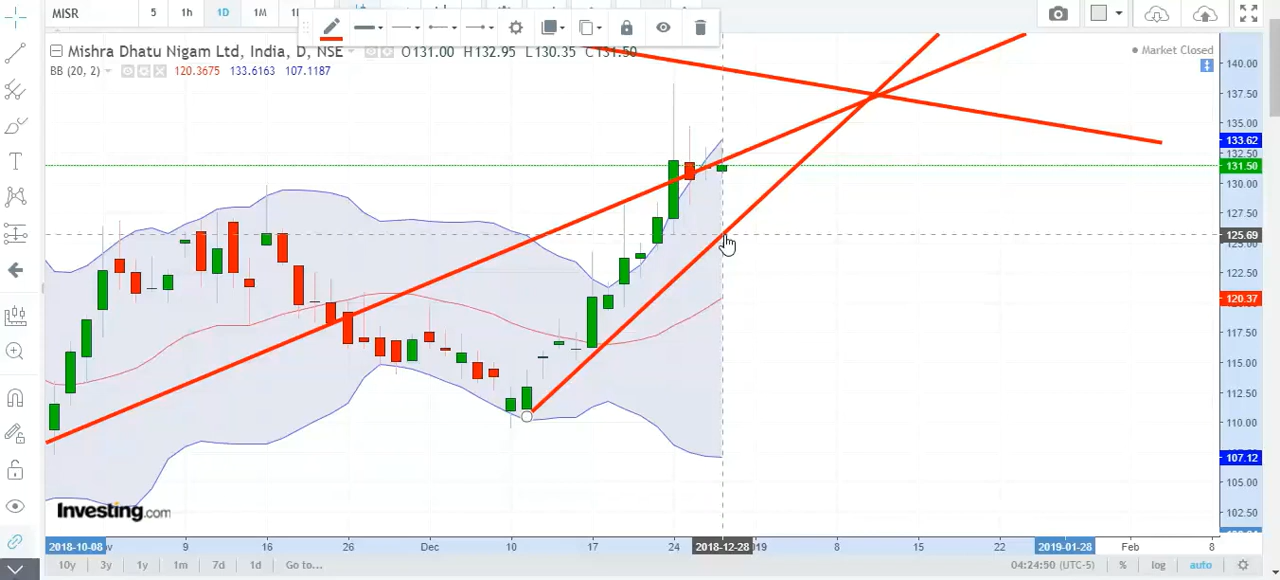 MISR 5 1h 1D 1M
Mishra Dhatu Nigam Ltd, India, D, NSE O131.00 H132.95 L130.35 C131.50
Market Closed
BB (20, 2) 120.3675 133.6163 107.1187
140.00
137.50
135.00
133.62
132.50
131.50
130.00
127.50
125.69
125.00
122.50
120.37
117.50
115.00
112.50
110.00
107.12
105.00
102.50
Investing.com
2018-10-08 9 16 26 Dec 10 17 24 2018-12-28 19 8 15 22 2019-01-28 Feb 8
10y 3y 1y 1m 7d 1d Go to... 04:24:50 (UTC-5) % log auto